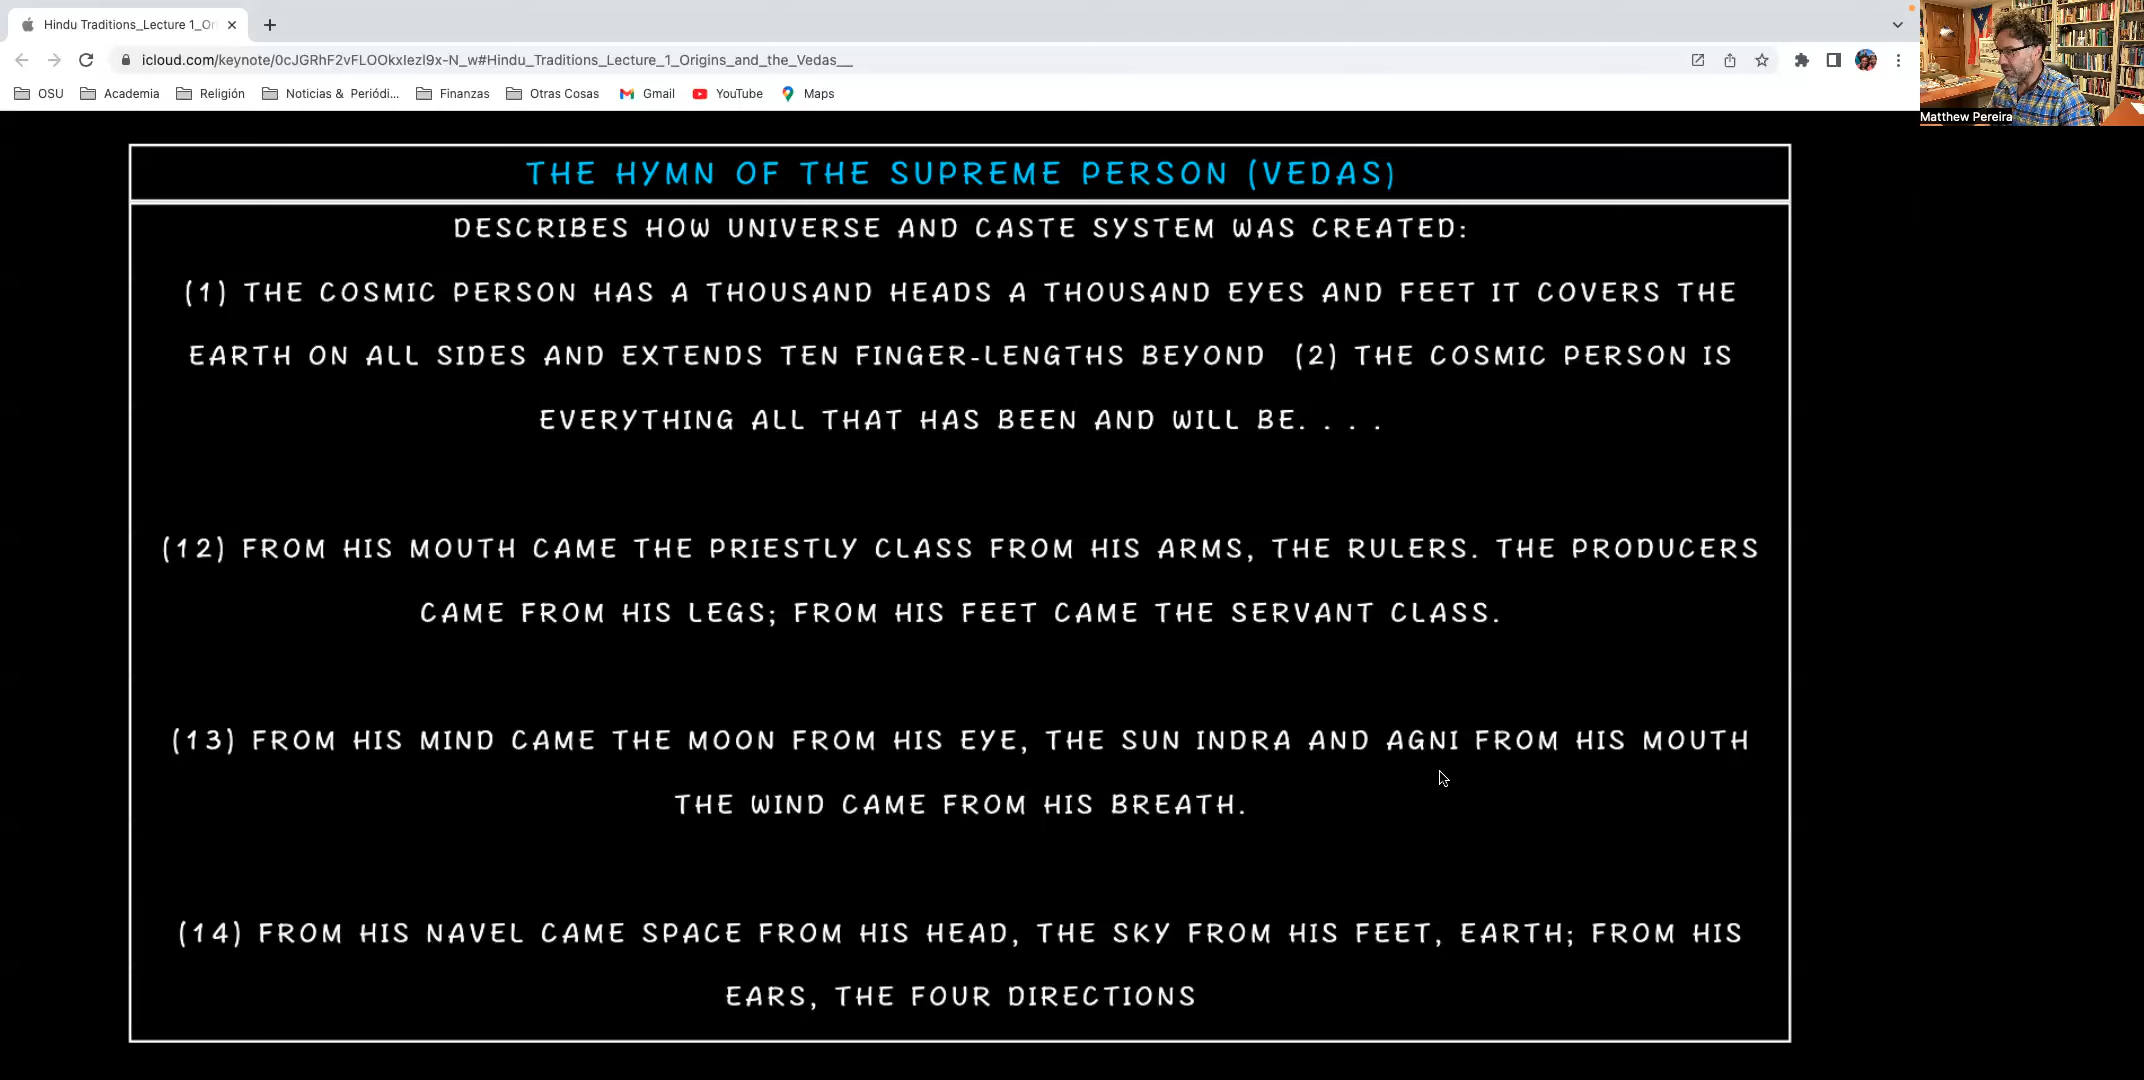 Hindu Traditions_Lecture 1_Or
icloud.com/keynote/0cJGRhF2vFLOOkxIezI9x-N_w#Hindu_Traditions_Lecture_1_Origins_and_the_Vedas__
OSU Academia Religión Noticias & Periódi... Finanzas Otras Cosas Gmail YouTube Maps
Matthew Pereira
THE HYMN OF THE SUPREME PERSON (VEDAS)
DESCRIBES HOW UNIVERSE AND CASTE SYSTEM WAS CREATED:
(1) THE COSMIC PERSON HAS A THOUSAND HEADS A THOUSAND EYES AND FEET IT COVERS THE
EARTH ON ALL SIDES AND EXTENDS TEN FINGER-LENGTHS BEYOND (2) THE COSMIC PERSON IS
EVERYTHING ALL THAT HAS BEEN AND WILL BE. . . .
(12) FROM HIS MOUTH CAME THE PRIESTLY CLASS FROM HIS ARMS, THE RULERS. THE PRODUCERS
CAME FROM HIS LEGS; FROM HIS FEET CAME THE SERVANT CLASS.
(13) FROM HIS MIND CAME THE MOON FROM HIS EYE, THE SUN INDRA AND AGNI FROM HIS MOUTH
THE WIND CAME FROM HIS BREATH.
(14) FROM HIS NAVEL CAME SPACE FROM HIS HEAD, THE SKY FROM HIS FEET, EARTH; FROM HIS
EARS, THE FOUR DIRECTIONS